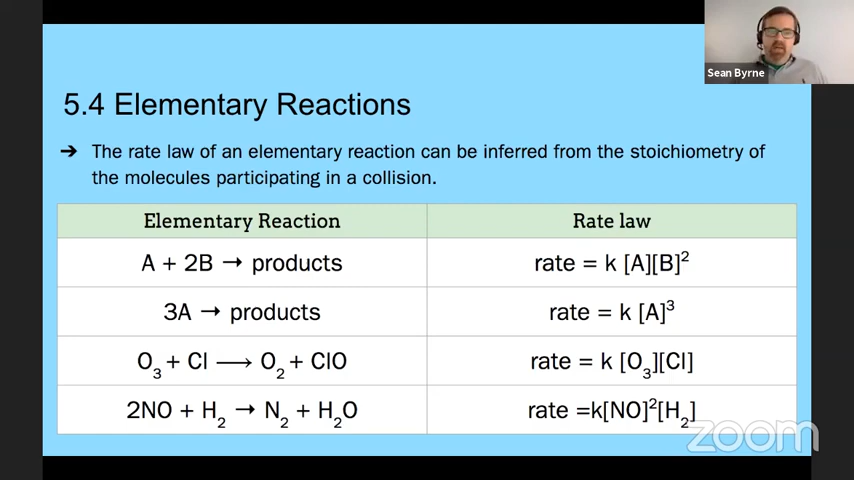 Sean Byrne
5.4 Elementary Reactions
➔ The rate law of an elementary reaction can be inferred from the stoichiometry of
the molecules participating in a collision.
Elementary Reaction
Rate law
A + 2B → products
rate = k [A][B]²
3A → products
rate = k [A]³
O₃ + Cl ⟶ O₂ + ClO
rate = k [O₃][Cl]
2NO + H₂ → N₂ + H₂O
rate =k[NO]²[H₂]
zoom